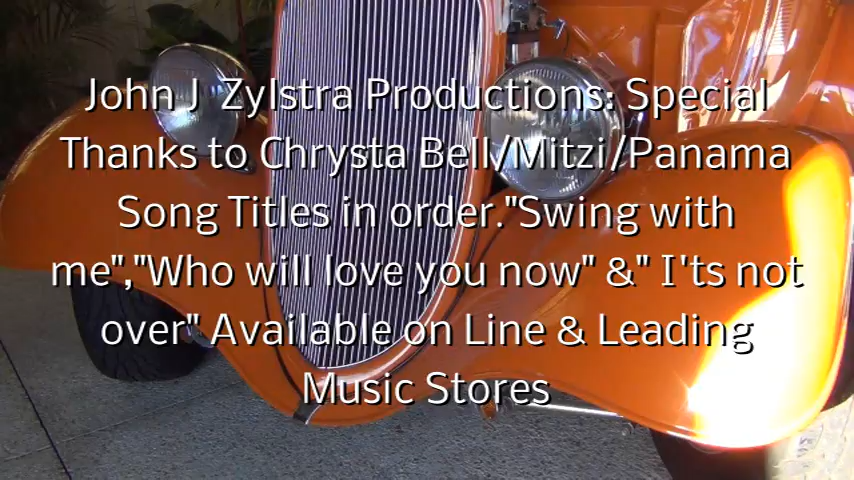 John J  Zylstra Productions: Special
Thanks to Chrysta Bell/Mitzi/Panama
Song Titles in order."Swing with
me","Who will love you now" &" I'ts not
over" Available on Line & Leading
Music Stores